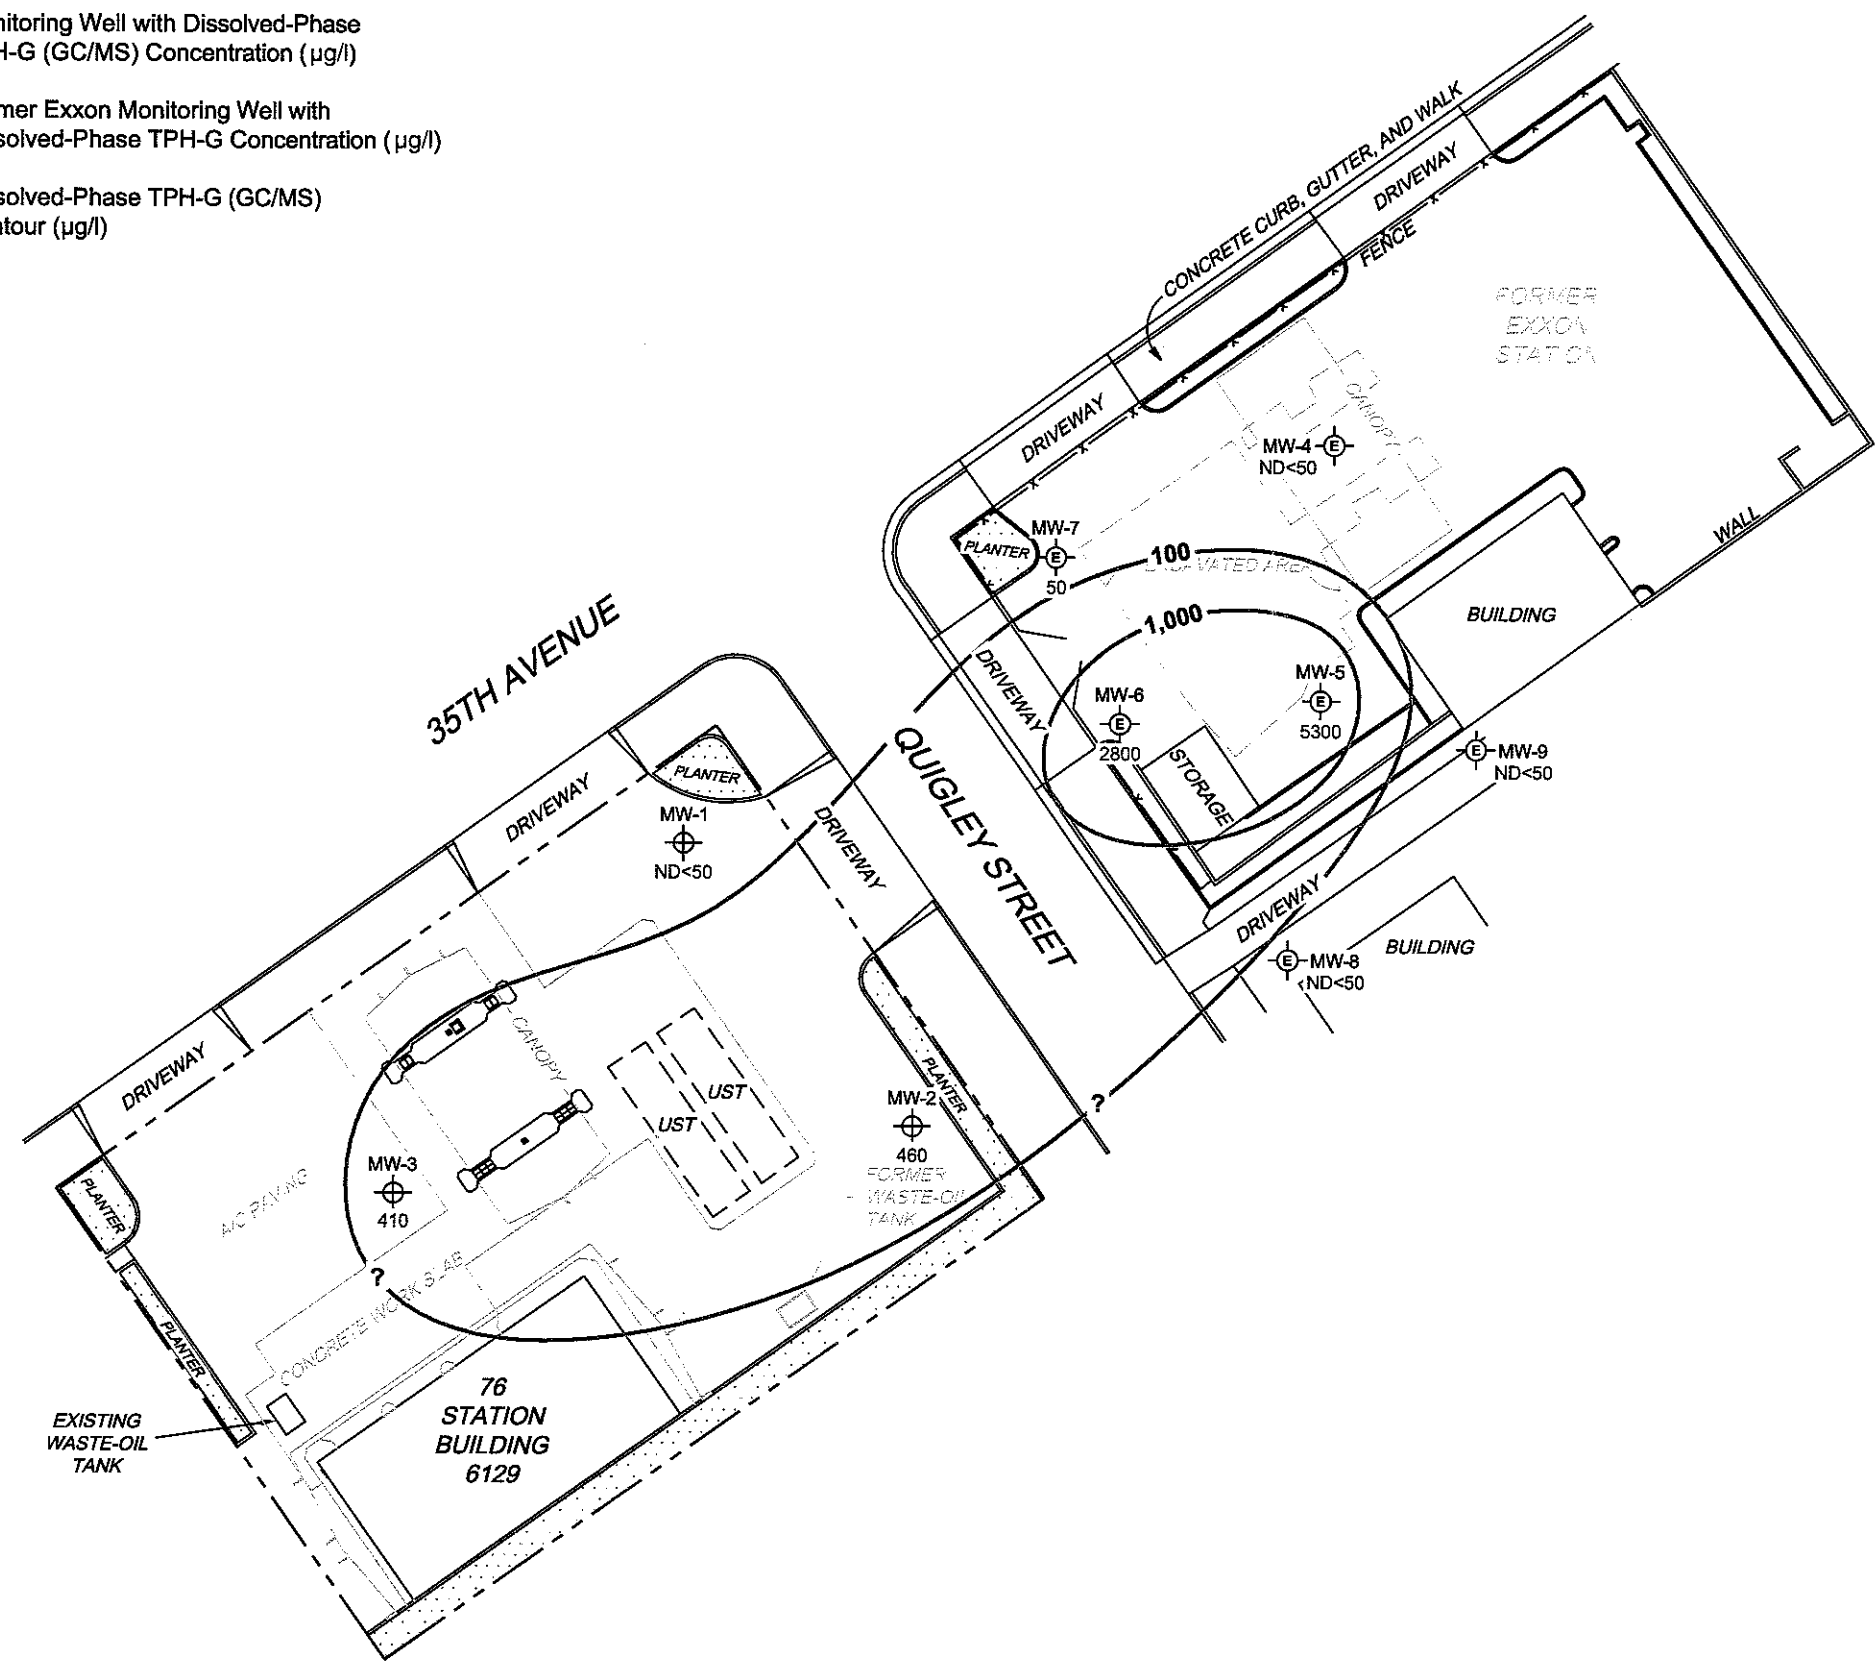 nitoring Well with Dissolved-Phase
H-G (GC/MS) Concentration (µg/l)
mer Exxon Monitoring Well with
solved-Phase TPH-G Concentration (µg/l)
solved-Phase TPH-G (GC/MS)
ntour (µg/l)
CONCRETE CURB, GUTTER, AND WALK
DRIVEWAY
FENCE
FORMER
EXXON
STATION
CANOPY
DRIVEWAY
MW-4
E
ND<50
WALL
MW-7
E
50
PLANTER
100
EXCAVATED AREA
1,000
BUILDING
35TH AVENUE
DRIVEWAY
MW-6
E
2800
MW-5
E
5300
STORAGE
E
MW-9
ND<50
QUIGLEY STREET
PLANTER
DRIVEWAY
MW-1
ND<50
DRIVEWAY
DRIVEWAY
BUILDING
E
MW-8
ND<50
CANOPY
DRIVEWAY
UST
UST
PLANTER
MW-2
460
?
FORMER
WASTE-OIL
TANK
MW-3
410
A/C PAVING
PLANTER
?
CONCRETE WORK SLAB
PLANTER
EXISTING
WASTE-OIL
TANK
76
STATION
BUILDING
6129